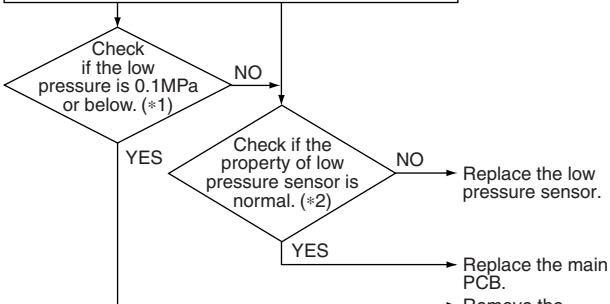 Check
if the low
pressure is 0.1MPa
or below. (*1)
NO
YES
Check if the
property of low
pressure sensor is
normal. (*2)
NO
Replace the low
pressure sensor.
YES
Replace the main
PCB.
Remove the